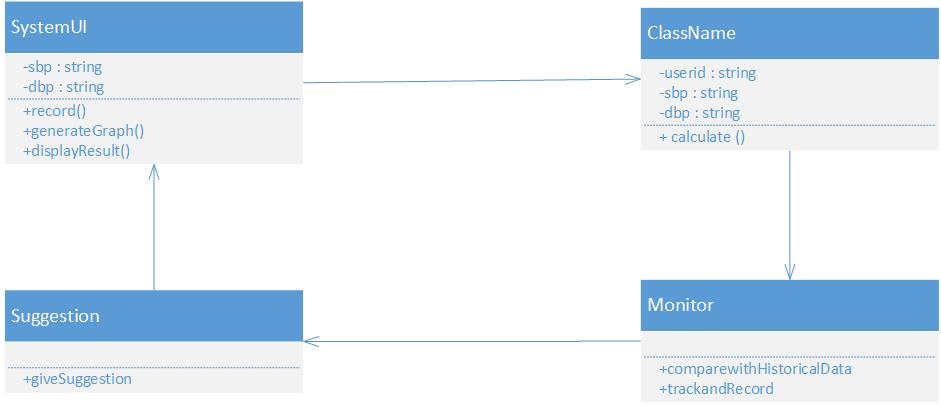 SystemUI
-sbp : string
-dbp : string
+record()
+generateGraph()
+displayResult()
ClassName
-userid : string
-sbp : string
-dbp : string
+ calculate ()
Suggestion
+giveSuggestion
Monitor
+comparewithHistoricalData
+trackandRecord